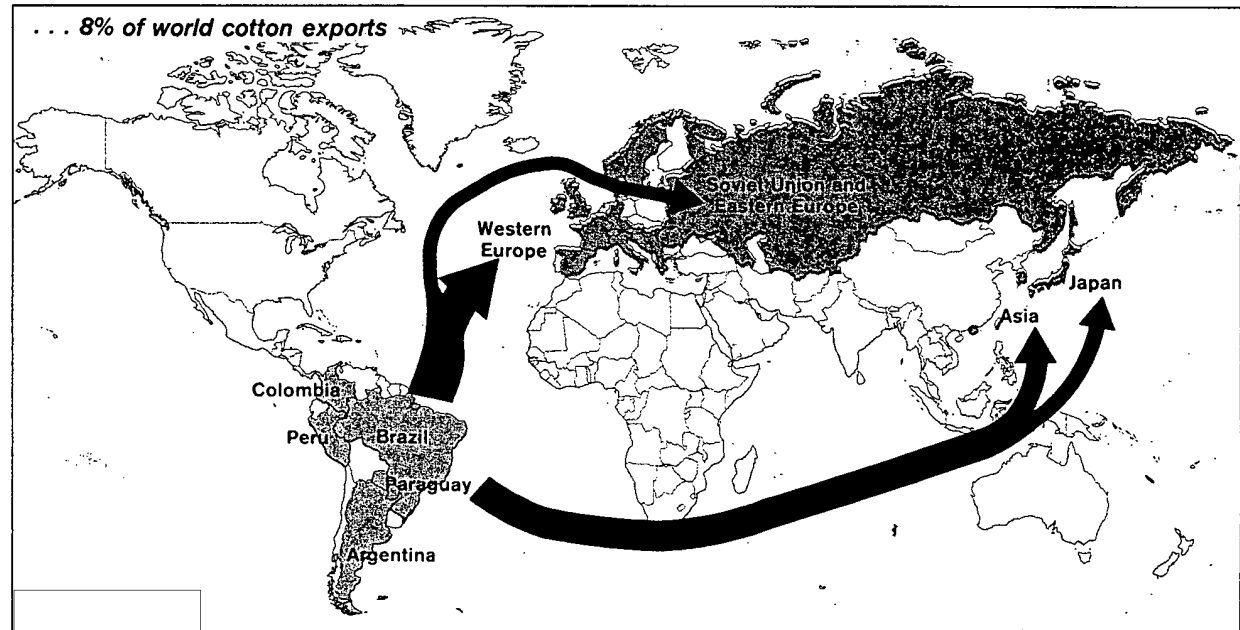 . . . 8% of world cotton exports
Soviet Union and
Eastern Europe
Western
Europe
Japan
Asia
Colombia
Peru
Brazil
Paraguay
Argentina